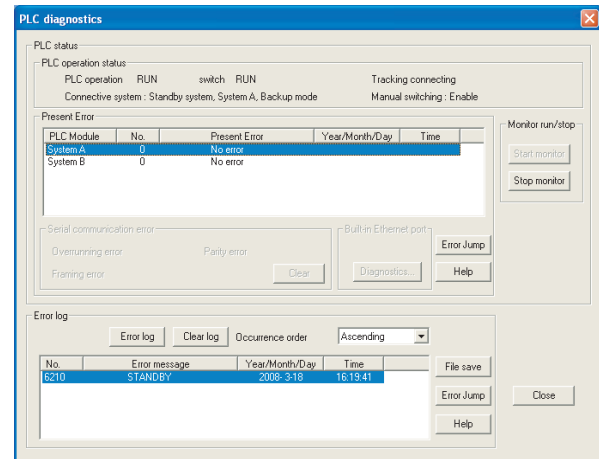 PLC diagnostics
PLC status
PLC operation status
PLC operation RUN switch RUN Tracking connecting
Connective system : Standby system, System A, Backup mode Manual switching : Enable
Present Error
PLC Module No. Present Error Year/Month/Day Time
System A 0 No error
System B 0 No error
Monitor run/stop
Start monitor
Stop monitor
Serial communication error
Overrunning error Parity error
Framing error Clear
Built-in Ethernet port
Diagnostics...
Error Jump
Help
Error log
Error log Clear log Occurrence order Ascending
No. Error message Year/Month/Day Time
6210 STANDBY 2008- 3-18 16:19:41
File save
Error Jump
Help
Close